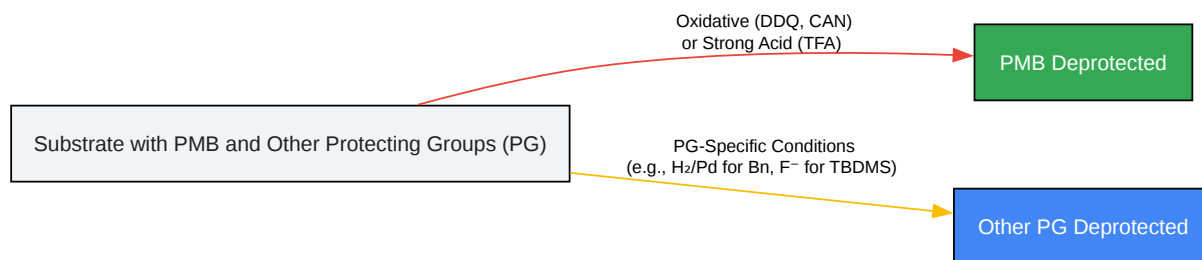 Oxidative (DDQ, CAN)
or Strong Acid (TFA)
PMB Deprotected
Substrate with PMB and Other Protecting Groups (PG)
PG-Specific Conditions
(e.g., H₂/Pd for Bn, F⁻ for TBDMS)
Other PG Deprotected